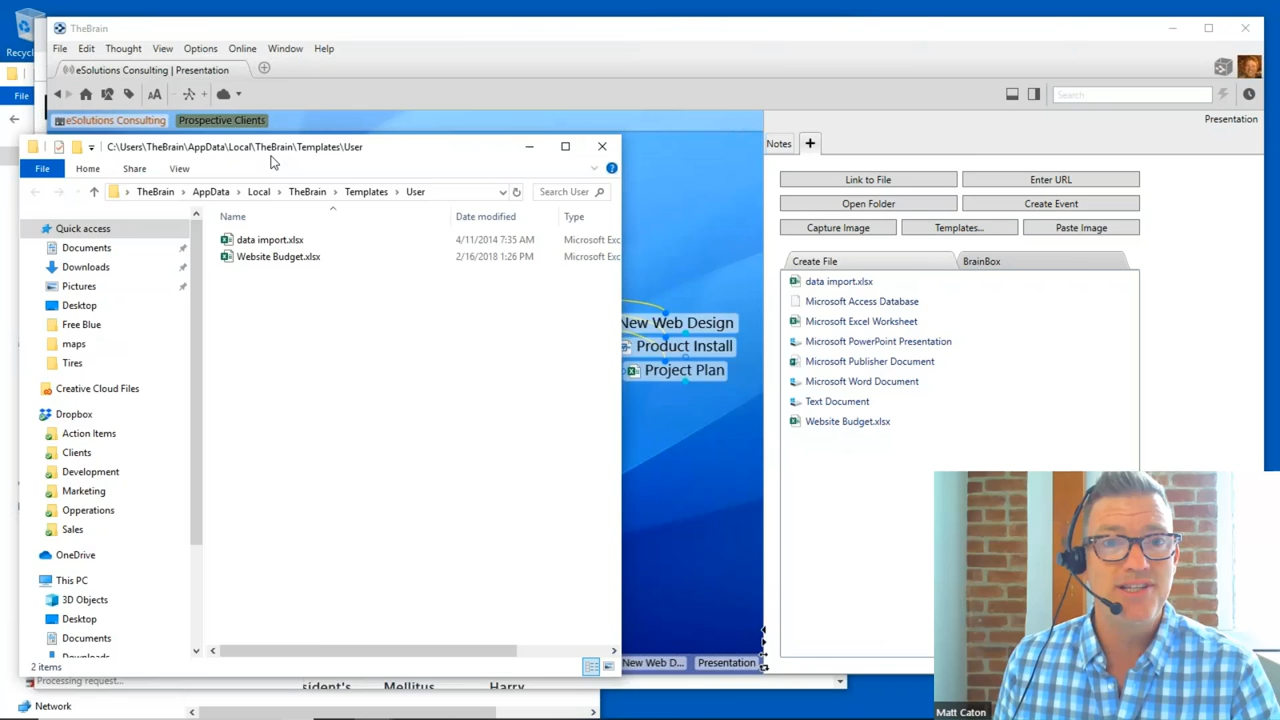 Recyc
TheBrain
File Edit Thought View Options Online Window Help
eSolutions Consulting | Presentation
AA
Search
eSolutions Consulting Prospective Clients
Presentation
File
C:\Users\TheBrain\AppData\Local\TheBrain\Templates\User
File Home Share View
TheBrain AppData Local TheBrain Templates User
Search User
Name Date modified Type
data import.xlsx 4/11/2014 7:35 AM Microsoft Exc
Website Budget.xlsx 2/16/2018 1:26 PM Microsoft Exc
Quick access
Documents
Downloads
Pictures
Desktop
Free Blue
maps
Tires
Creative Cloud Files
Dropbox
Action Items
Clients
Development
Marketing
Opperations
Sales
OneDrive
This PC
3D Objects
Desktop
Documents
Downloads
2 items
Processing request...
Network
sident's Mellitus Harry
New Web Design
Product Install
Project Plan
New Web D... Presentation
Notes +
Link to File Enter URL
Open Folder Create Event
Capture Image Templates... Paste Image
Create File BrainBox
data import.xlsx
Microsoft Access Database
Microsoft Excel Worksheet
Microsoft PowerPoint Presentation
Microsoft Publisher Document
Microsoft Word Document
Text Document
Website Budget.xlsx
Matt Caton